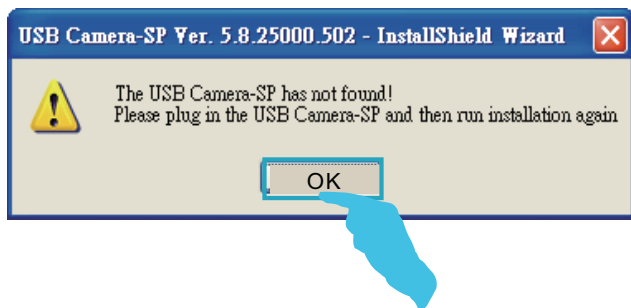 USB Camera-SP Ver. 5.8.25000.502 - InstallShield Wizard
The USB Camera-SP has not found!
Please plug in the USB Camera-SP and then run installation again
OK